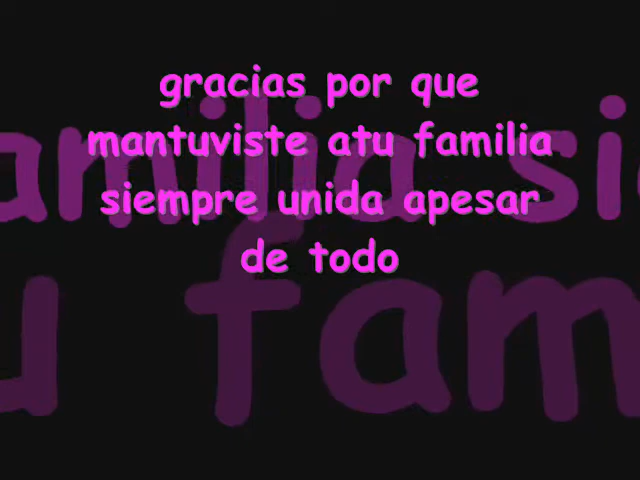 gracias por que
mantuviste atu familia
siempre unida apesar
de todo